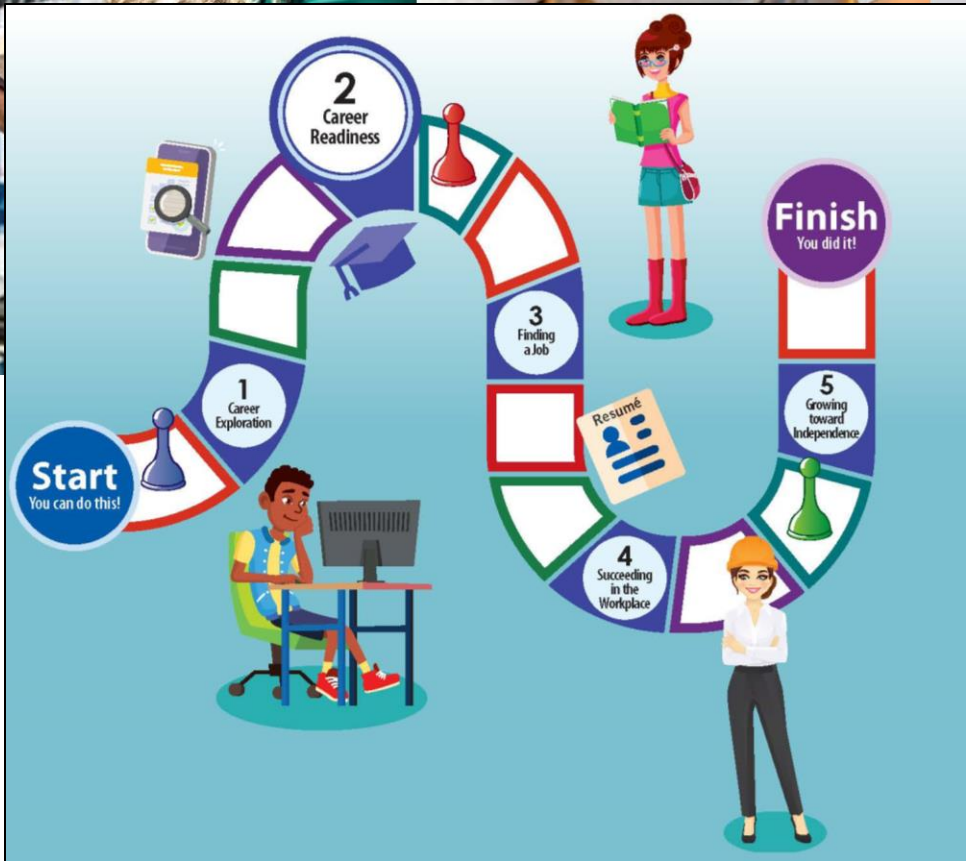 Start
You can do this!
1
Career
Exploration
2
Career
Readiness
3
Finding
a Job
Resumé
4
Succeeding
in the
Workplace
5
Growing
toward
Independence
Finish
You did it!